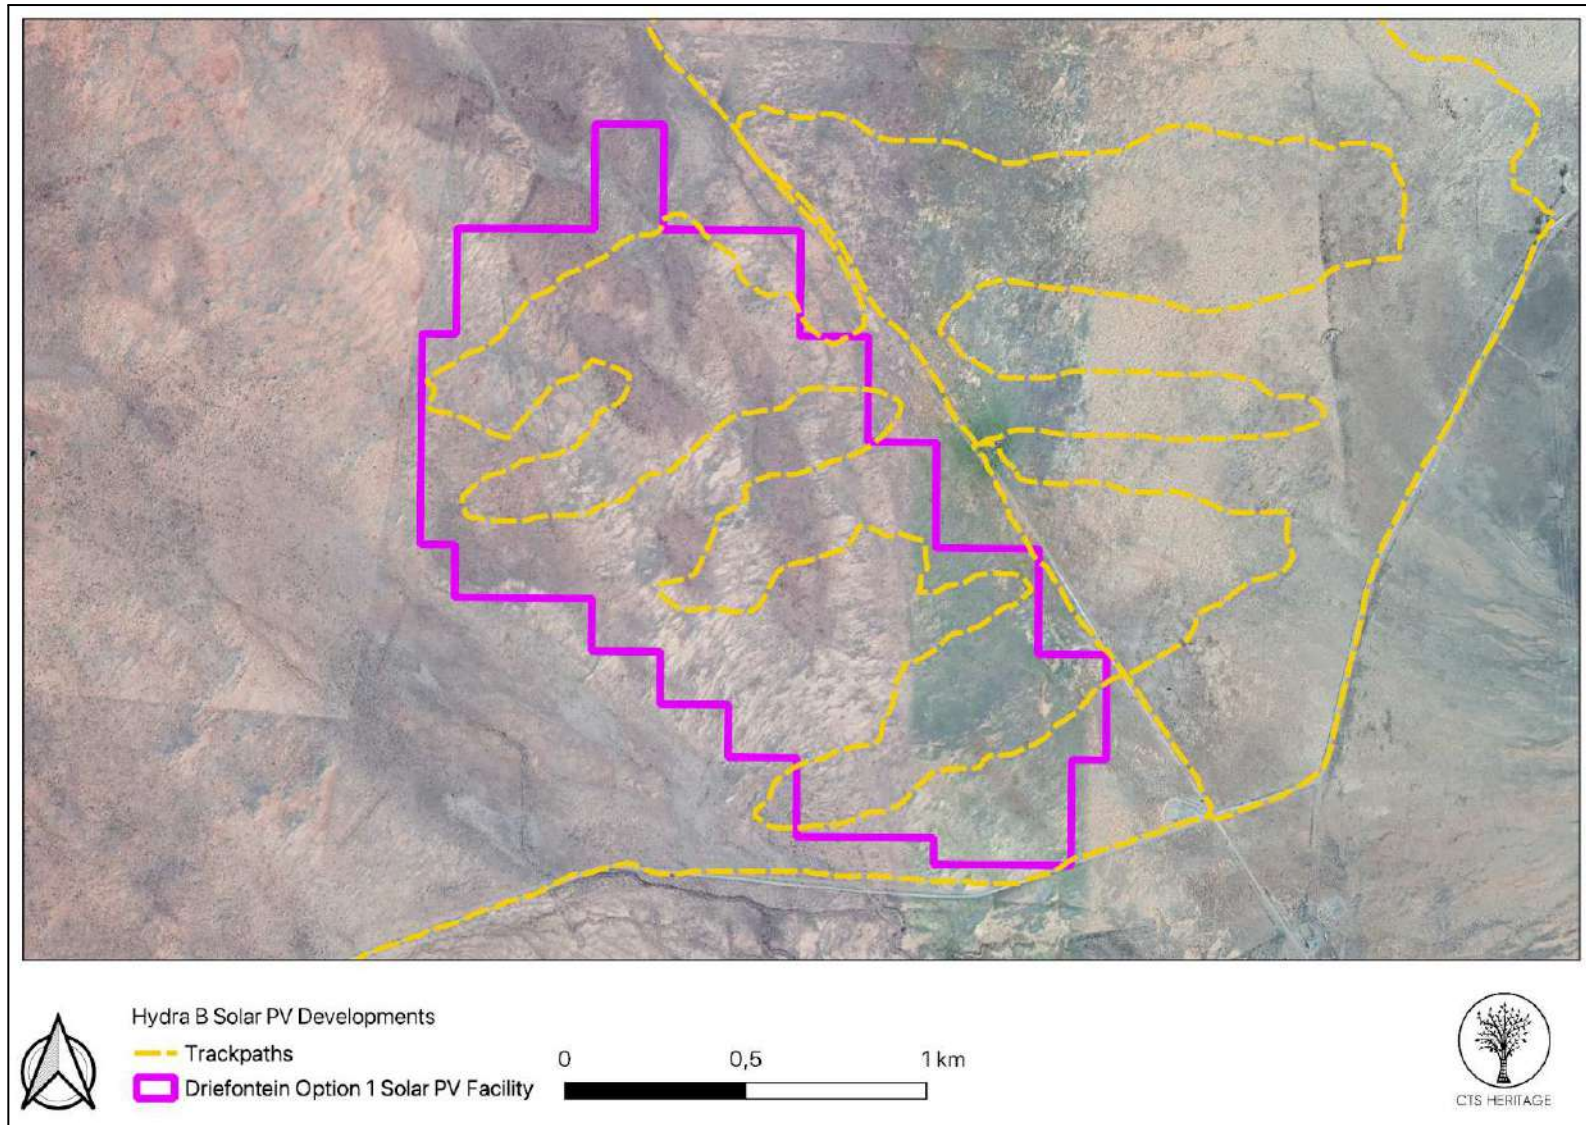 Hydra B Solar PV Developments
Trackpaths
Driefontein Option 1 Solar PV Facility
0 0,5 1 km
CTS HERITAGE